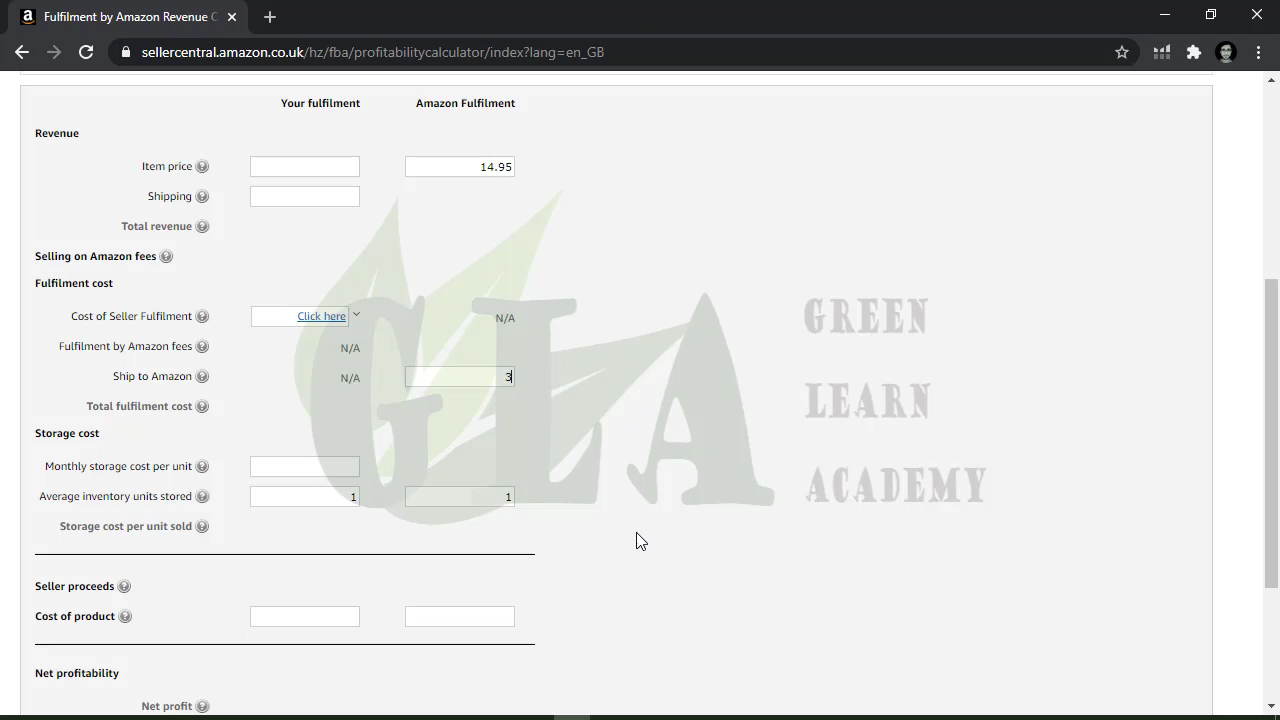 Fulfilment by Amazon Revenue C
sellercentral.amazon.co.uk/hz/fba/profitabilitycalculator/index?lang=en_GB
Your fulfilment Amazon Fulfilment
Revenue
Item price 14.95
Shipping
Total revenue
Selling on Amazon fees
Fulfilment cost
Cost of Seller Fulfilment Click here N/A
Fulfilment by Amazon fees N/A
Ship to Amazon N/A 3
Total fulfilment cost
Storage cost
Monthly storage cost per unit
Average inventory units stored 1 1
Storage cost per unit sold
Seller proceeds
Cost of product
Net profitability
Net profit
GLA
GREEN
LEARN
ACADEMY